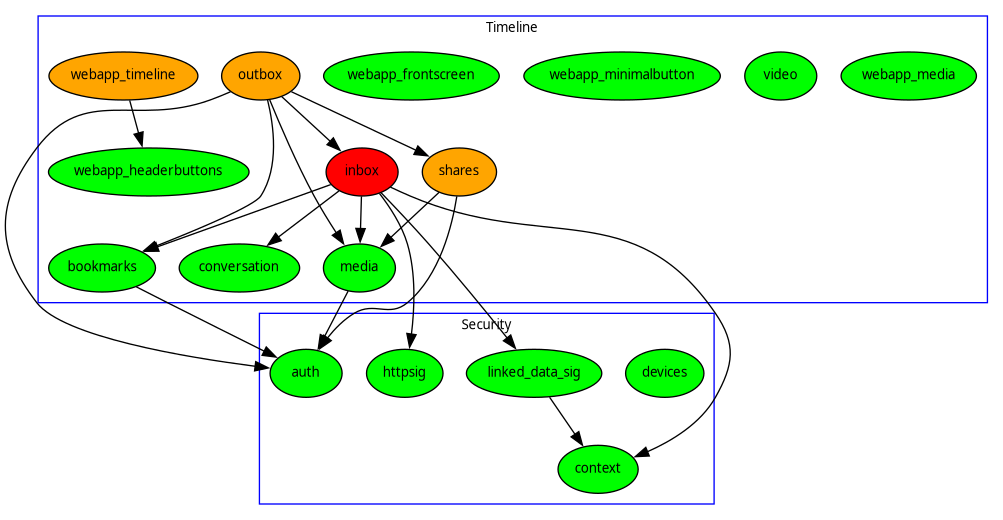 Timeline
webapp_timeline
outbox
webapp_frontscreen
webapp_minimalbutton
video
webapp_media
webapp_headerbuttons
inbox
shares
bookmarks
conversation
media
Security
auth
httpsig
linked_data_sig
devices
context